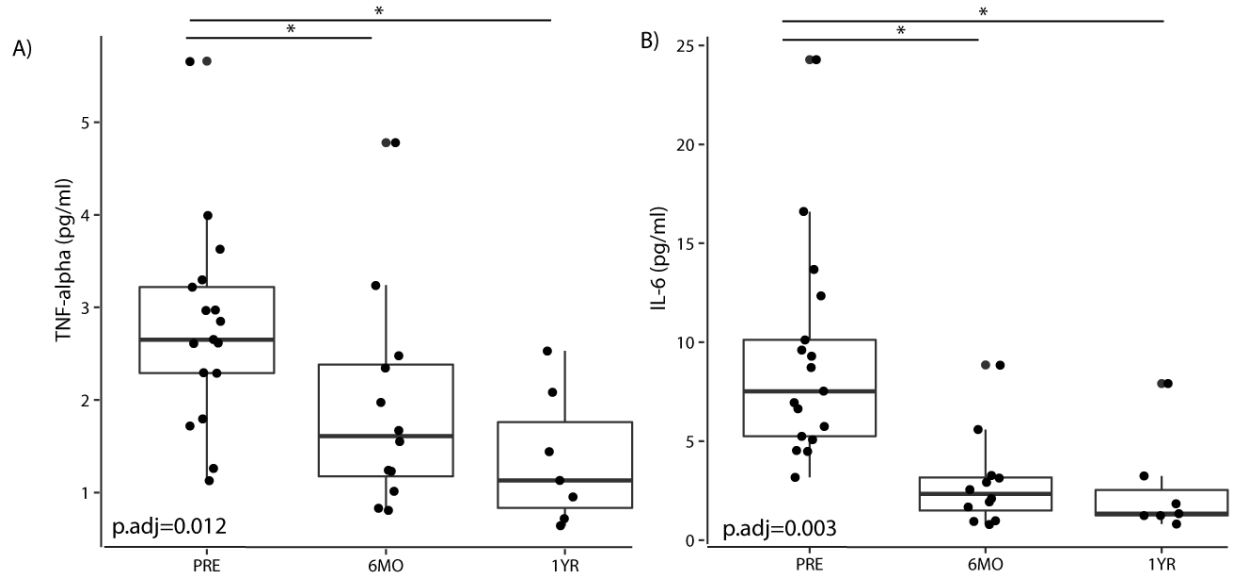 A)
*
*
TNF-alpha (pg/ml)
5
4
3
2
1
p.adj=0.012
PRE
6MO
1YR
B)
*
*
IL-6 (pg/ml)
25
20
15
10
5
0
p.adj=0.003
PRE
6MO
1YR